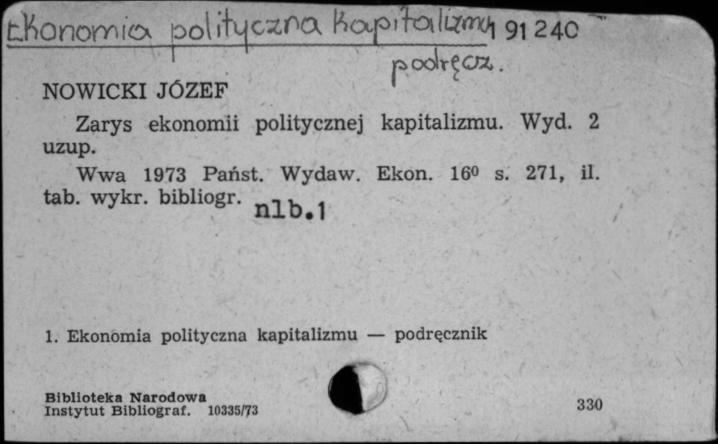 Ekonomia polityczna kapitalizmu 91 240
podręcz.
NOWICKI JÓZEF
Zarys ekonomii politycznej kapitalizmu. Wyd. 2
uzup.
Wwa 1973 Państ. Wydaw. Ekon. 16⁰ s. 271, il.
tab. wykr. bibliogr.
nlb.1
1. Ekonomia polityczna kapitalizmu — podręcznik
Biblioteka Narodowa
Instytut Bibliograf. 10335/73
330